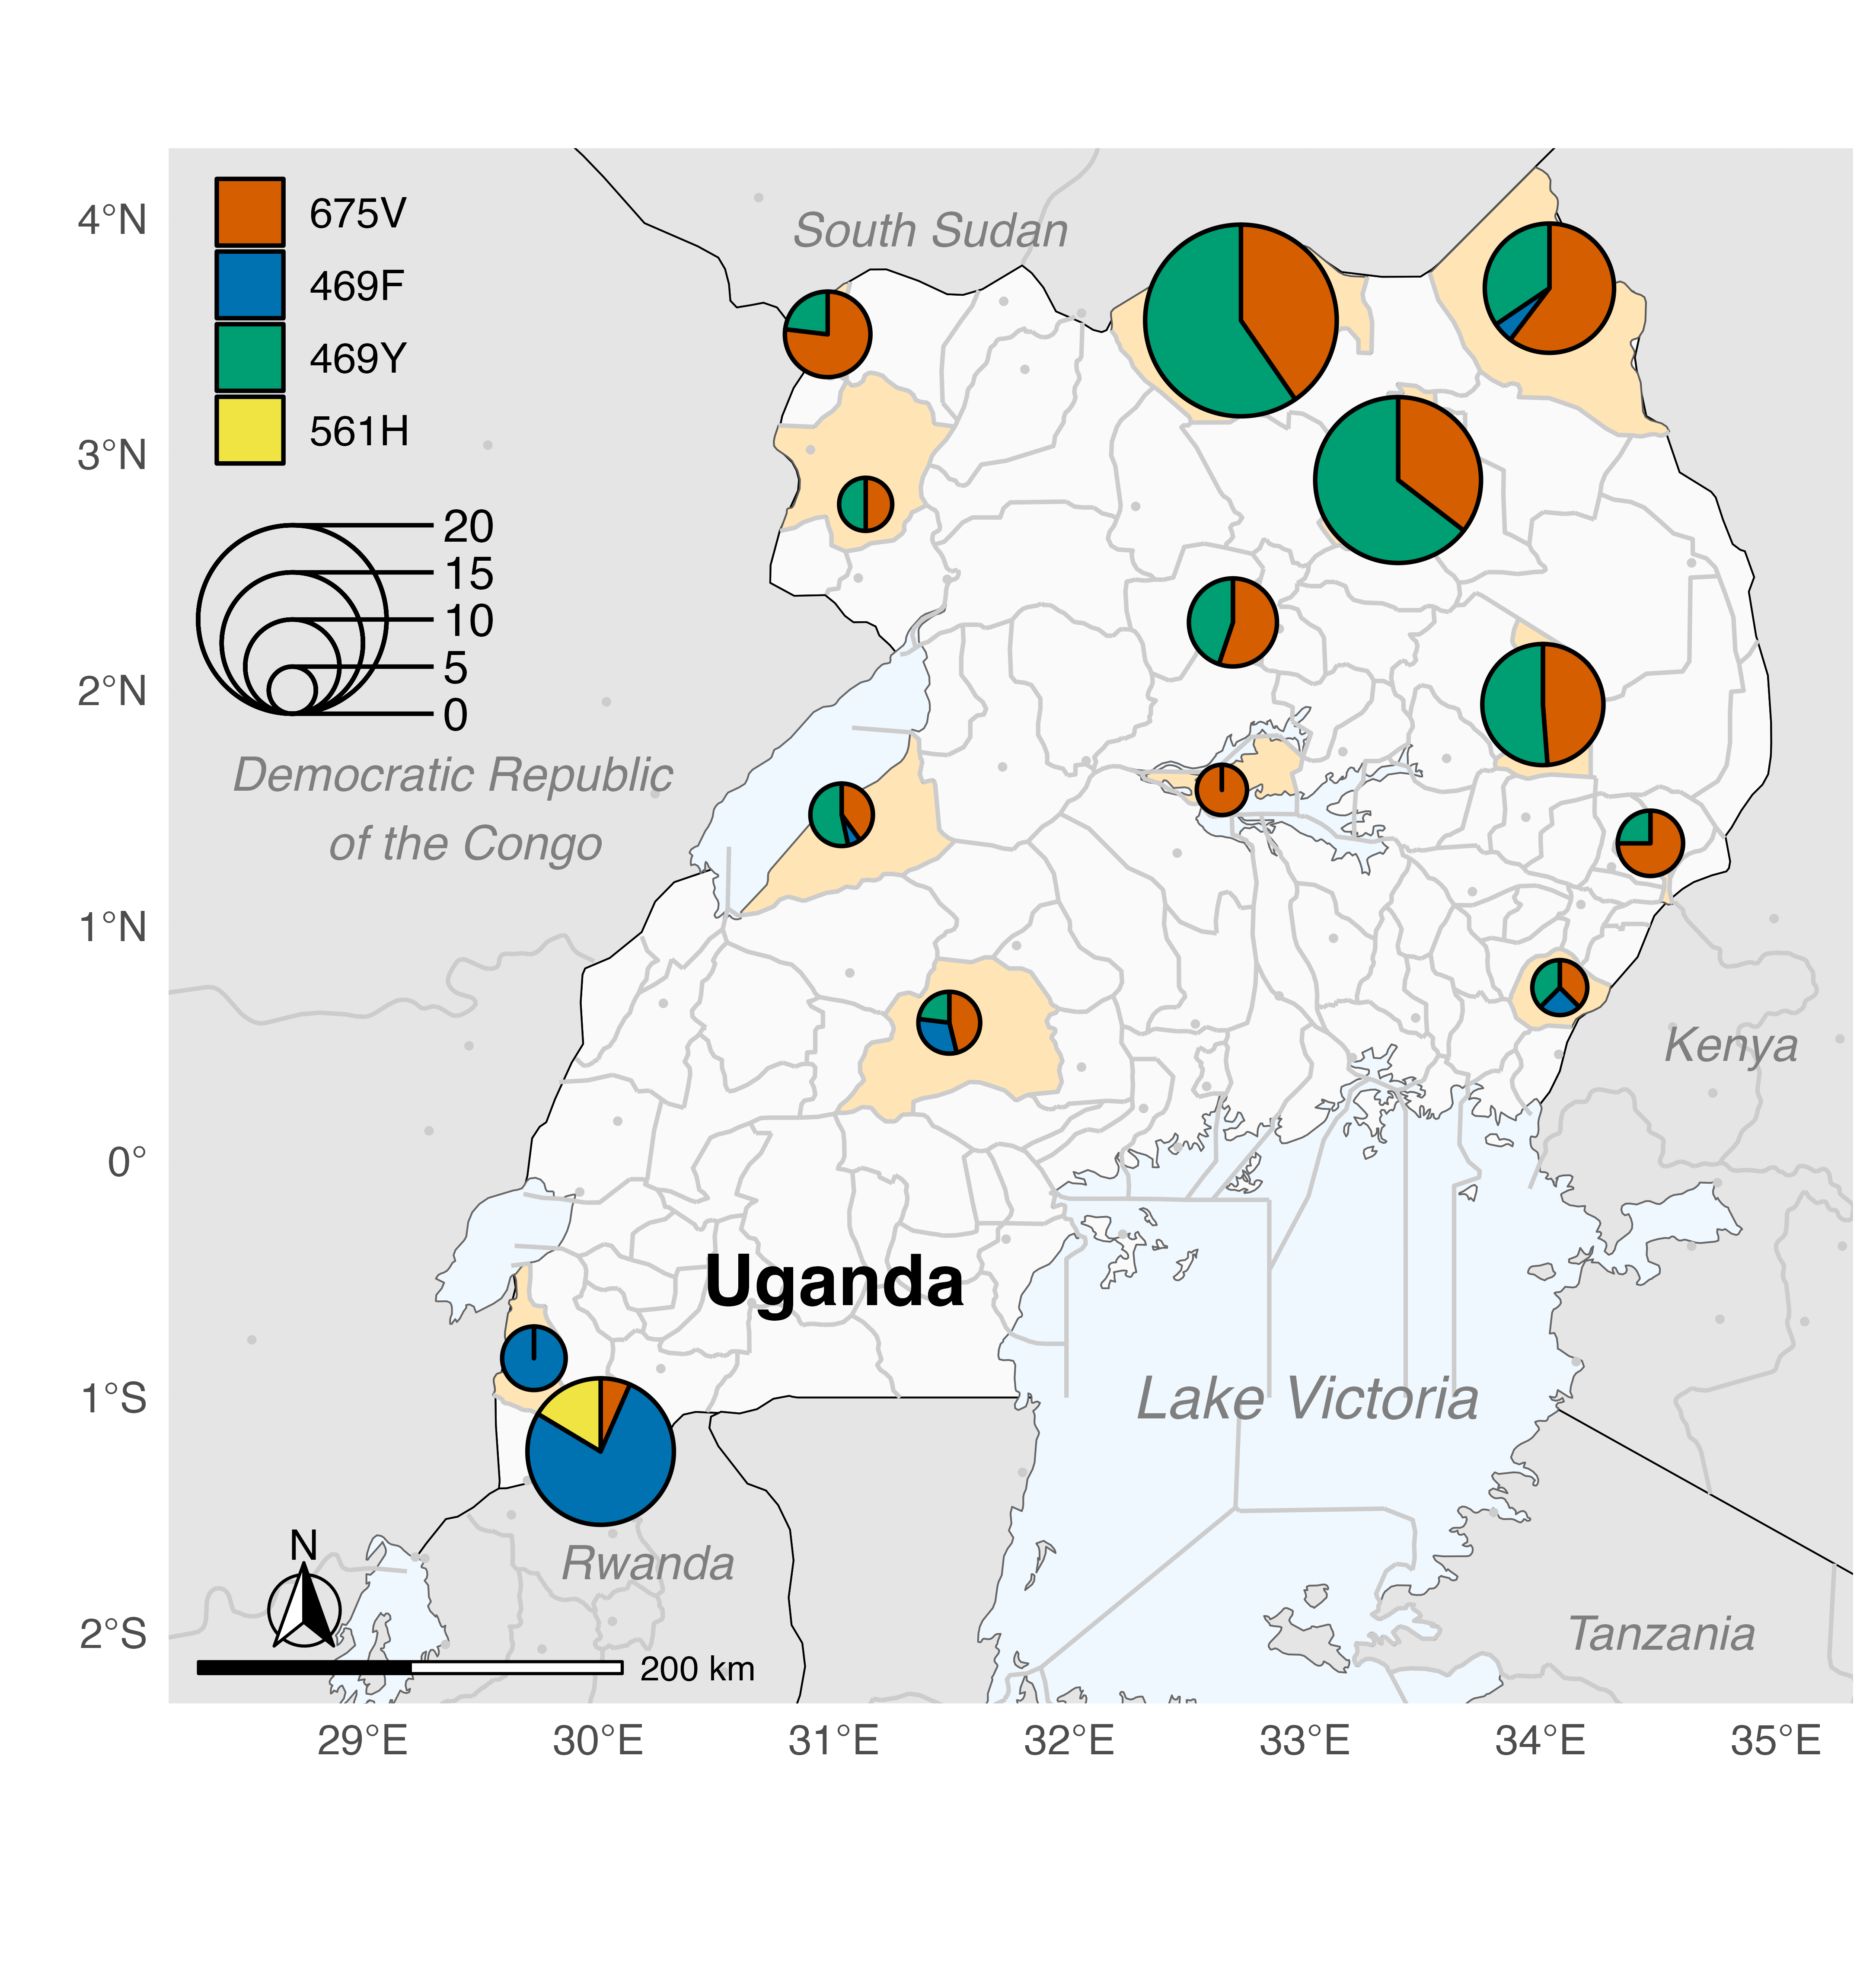 675V
469F
469Y
561H
20
15
10
5
0
4°N
3°N
2°N
1°N
0°
1°S
2°S
South Sudan
Democratic Republic
of the Congo
Kenya
Uganda
Lake Victoria
Rwanda
Tanzania
N
200 km
29°E
30°E
31°E
32°E
33°E
34°E
35°E